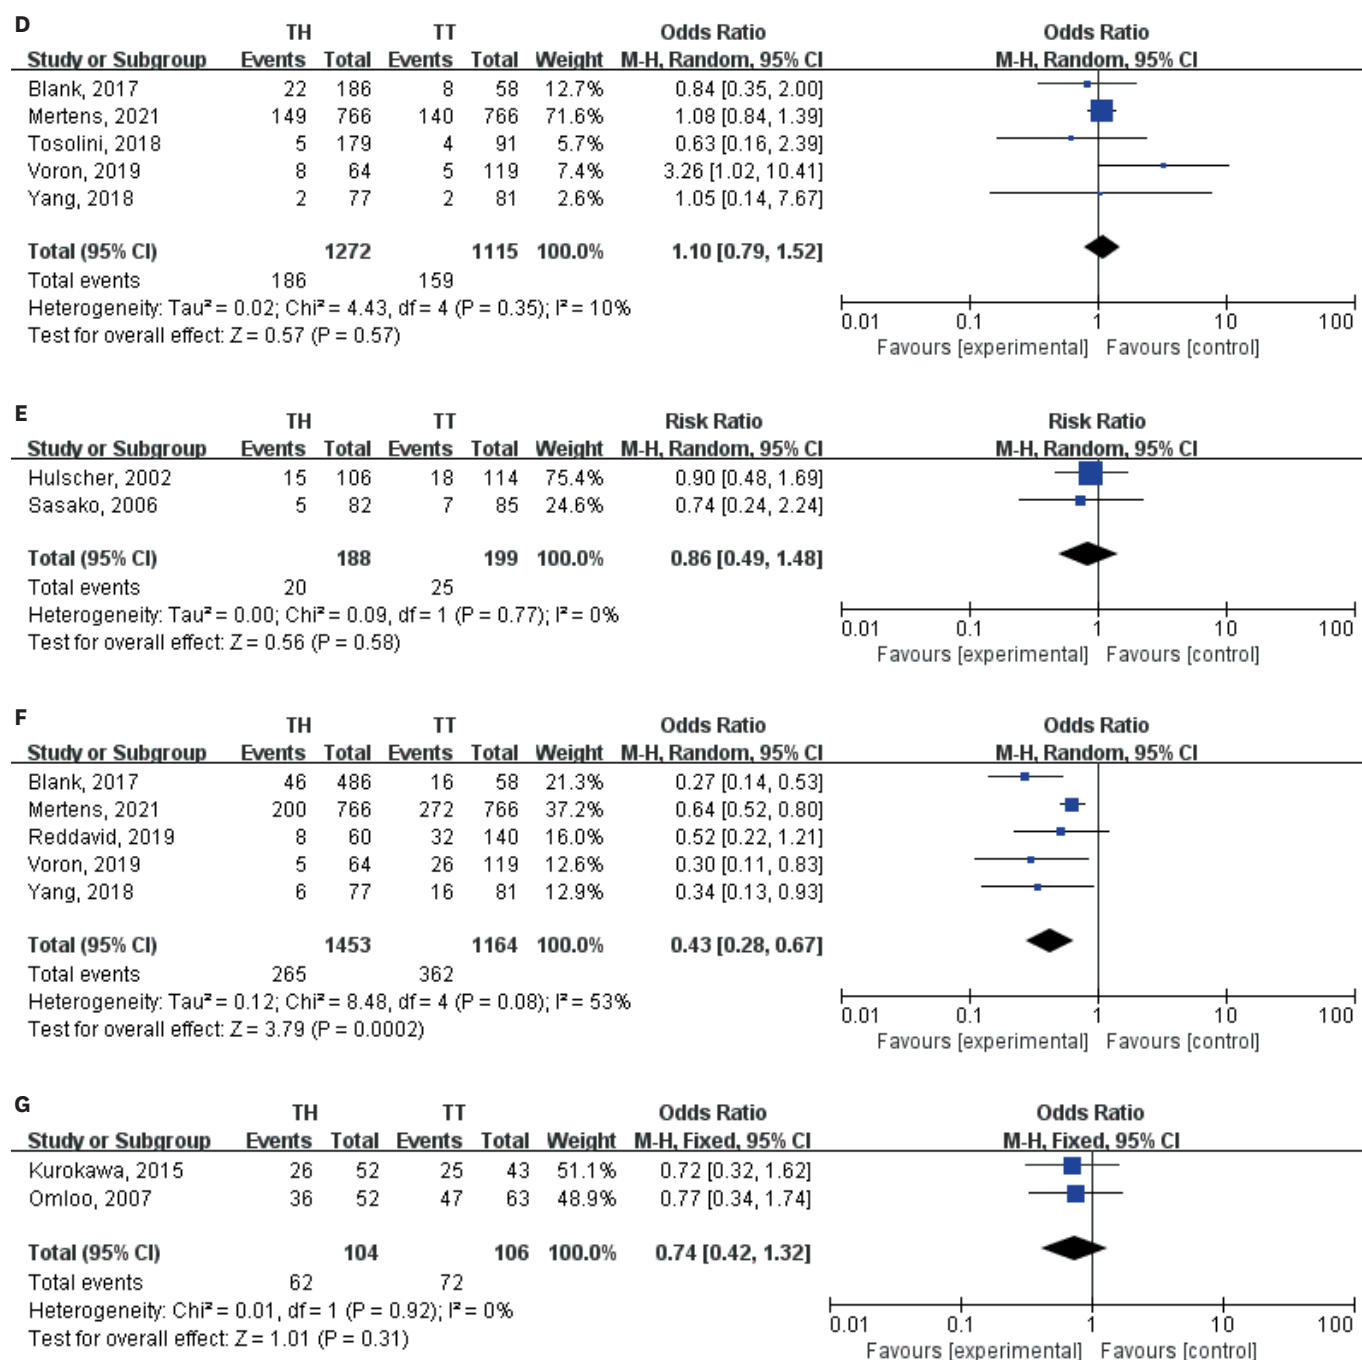 D
TH TT Odds Ratio Odds Ratio
Study or Subgroup Events Total Events Total Weight M-H, Random, 95% CI M-H, Random, 95% CI
Blank, 2017 22 186 8 58 12.7% 0.84 [0.35, 2.00]
Mertens, 2021 149 766 140 766 71.6% 1.08 [0.84, 1.39]
Tosolini, 2018 5 179 4 91 5.7% 0.63 [0.16, 2.39]
Voron, 2019 8 64 5 119 7.4% 3.26 [1.02, 10.41]
Yang, 2018 2 77 2 81 2.6% 1.05 [0.14, 7.67]
Total (95% CI) 1272 1115 100.0% 1.10 [0.79, 1.52]
Total events 186 159
Heterogeneity: Tau² = 0.02; Chi² = 4.43, df = 4 (P = 0.35); I² = 10%
Test for overall effect: Z = 0.57 (P = 0.57)
0.01 0.1 1 10 100
Favours [experimental] Favours [control]
E
TH TT Risk Ratio Risk Ratio
Study or Subgroup Events Total Events Total Weight M-H, Random, 95% CI M-H, Random, 95% CI
Hulscher, 2002 15 106 18 114 75.4% 0.90 [0.48, 1.69]
Sasako, 2006 5 82 7 85 24.6% 0.74 [0.24, 2.24]
Total (95% CI) 188 199 100.0% 0.86 [0.49, 1.48]
Total events 20 25
Heterogeneity: Tau² = 0.00; Chi² = 0.09, df = 1 (P = 0.77); I² = 0%
Test for overall effect: Z = 0.56 (P = 0.58)
0.01 0.1 1 10 100
Favours [experimental] Favours [control]
F
TH TT Odds Ratio Odds Ratio
Study or Subgroup Events Total Events Total Weight M-H, Random, 95% CI M-H, Random, 95% CI
Blank, 2017 46 486 16 58 21.3% 0.27 [0.14, 0.53]
Mertens, 2021 200 766 272 766 37.2% 0.64 [0.52, 0.80]
Reddavid, 2019 8 60 32 140 16.0% 0.52 [0.22, 1.21]
Voron, 2019 5 64 26 119 12.6% 0.30 [0.11, 0.83]
Yang, 2018 6 77 16 81 12.9% 0.34 [0.13, 0.93]
Total (95% CI) 1453 1164 100.0% 0.43 [0.28, 0.67]
Total events 265 362
Heterogeneity: Tau² = 0.12; Chi² = 8.48, df = 4 (P = 0.08); I² = 53%
Test for overall effect: Z = 3.79 (P = 0.0002)
0.01 0.1 1 10 100
Favours [experimental] Favours [control]
G
TH TT Odds Ratio Odds Ratio
Study or Subgroup Events Total Events Total Weight M-H, Fixed, 95% CI M-H, Fixed, 95% CI
Kurokawa, 2015 26 52 25 43 51.1% 0.72 [0.32, 1.62]
Omloo, 2007 36 52 47 63 48.9% 0.77 [0.34, 1.74]
Total (95% CI) 104 106 100.0% 0.74 [0.42, 1.32]
Total events 62 72
Heterogeneity: Chi² = 0.01, df = 1 (P = 0.92); I² = 0%
Test for overall effect: Z = 1.01 (P = 0.31)
0.01 0.1 1 10 100
Favours [experimental] Favours [control]